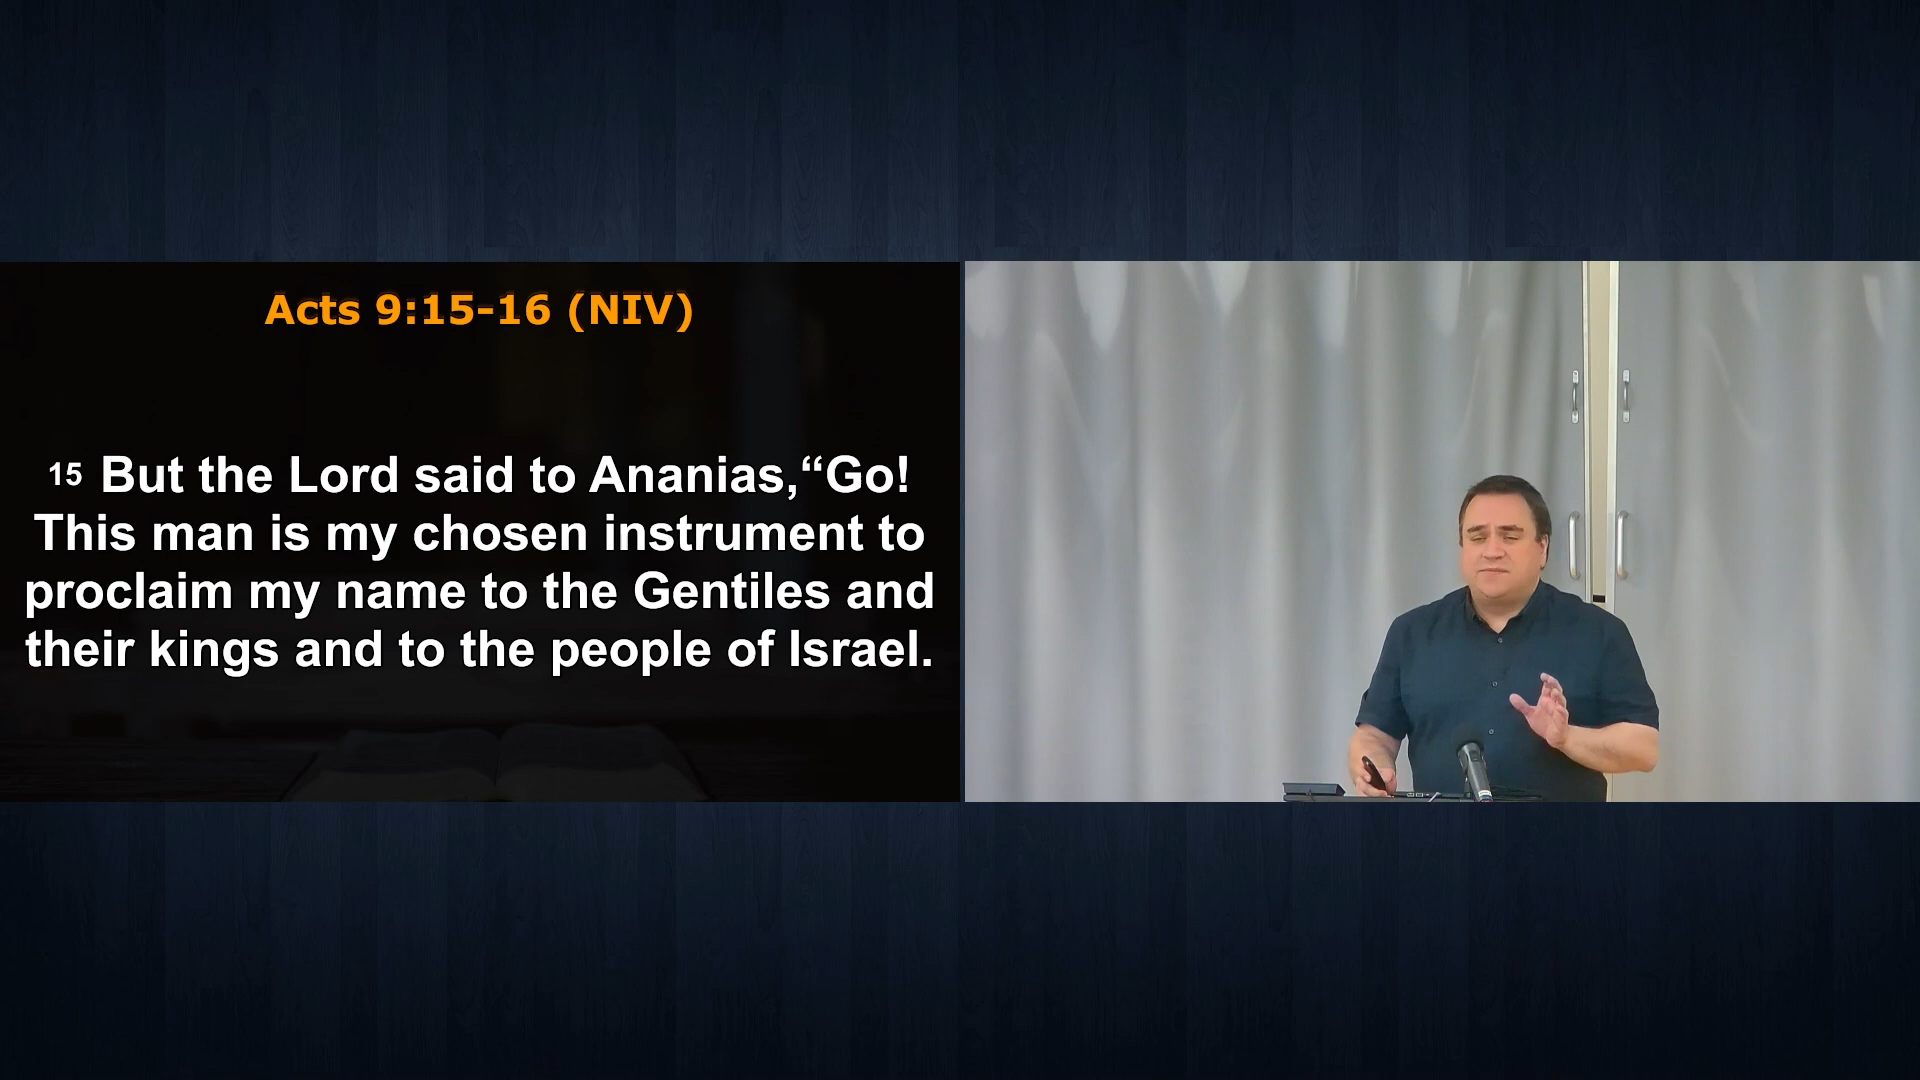 Acts 9:15-16 (NIV)
15 But the Lord said to Ananias,“Go!
This man is my chosen instrument to
proclaim my name to the Gentiles and
their kings and to the people of Israel.